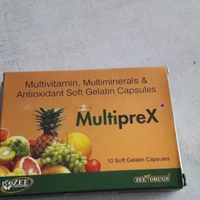 Multivitamin, Multiminerals &
Antioxidant Soft Gelatin Capsules
MultipreX
10 Soft Gelatin Capsules
ZEE
ZEE DRUGS